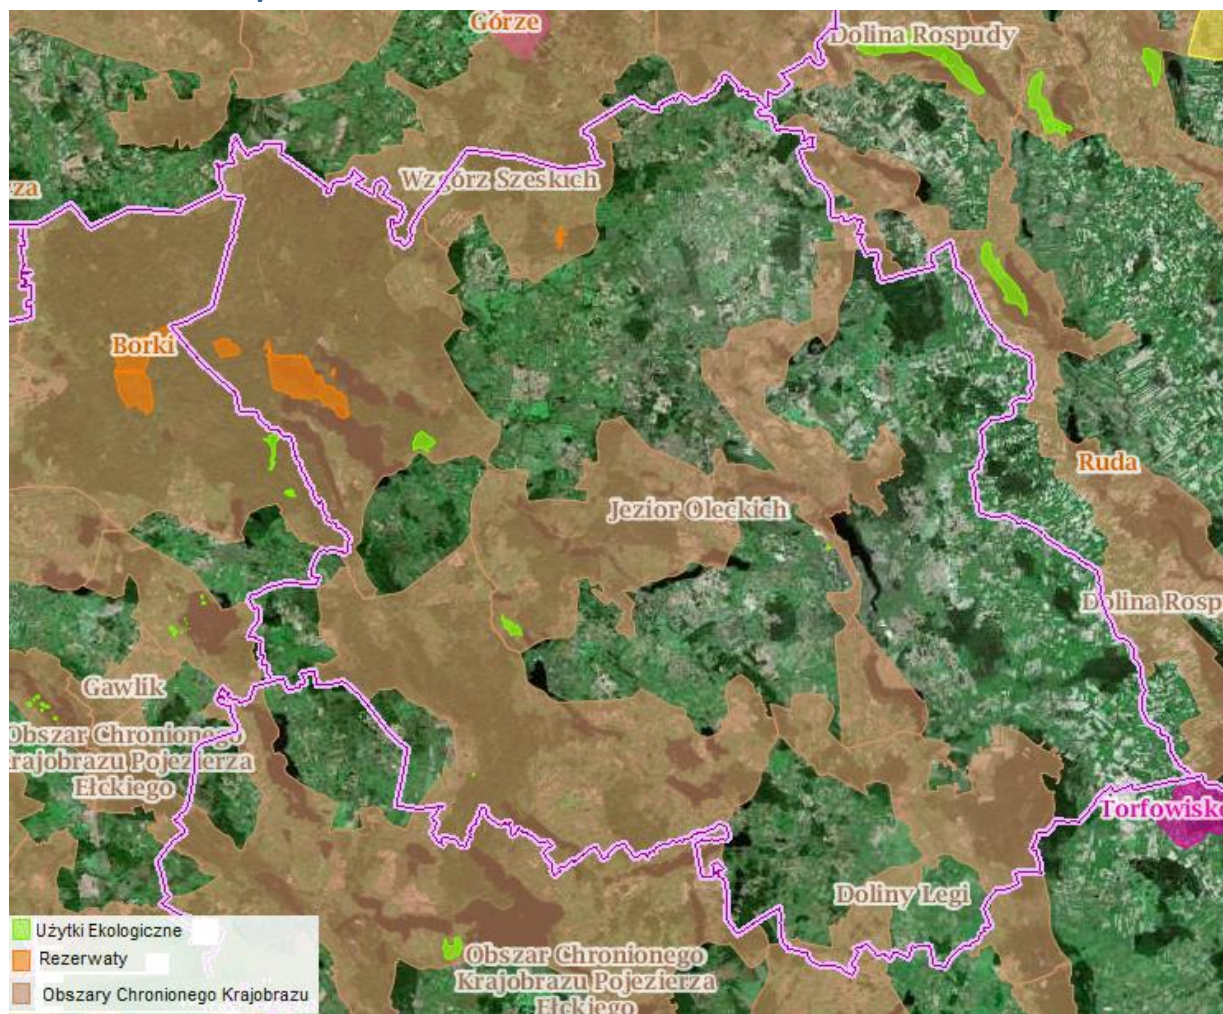 Górze
Dolina Rospudy
za
Wzgórz Szeskich
Borki
Ruda
Jezior Oleckich
Dolina Rosp
Gawlik
Obszar Chronionego
Krajobrazu Pojezierza
Ełckiego
Torfowisko
Doliny Legi
Obszar Chronionego
Krajobrazu Pojezierza
Ełckiego
Użytki Ekologiczne
Rezerwaty
Obszary Chronionego Krajobrazu